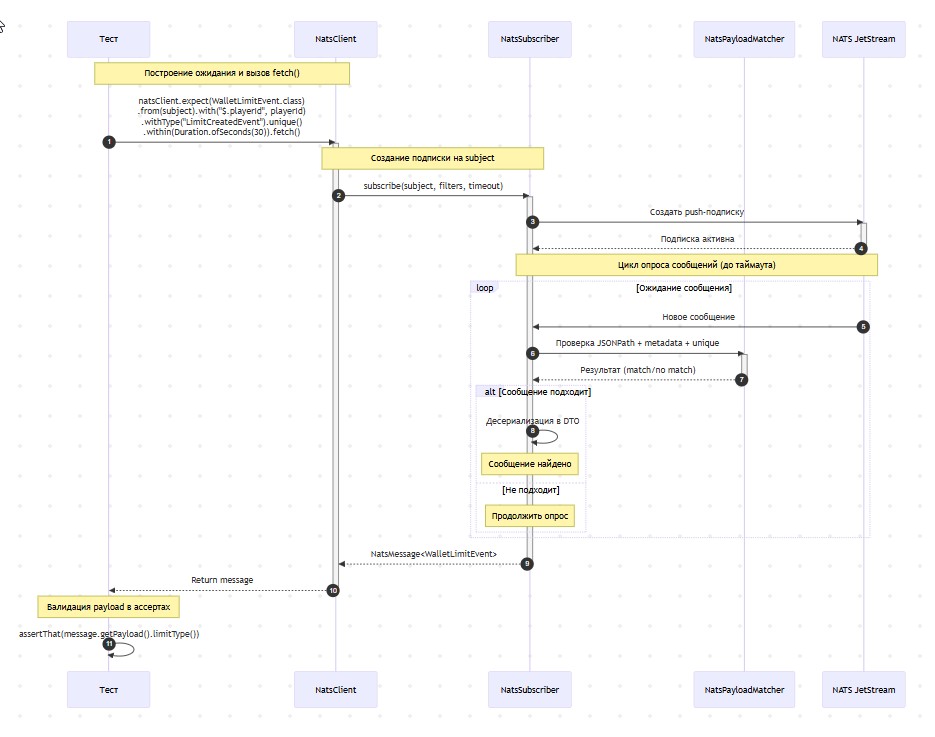 Тест
NatsClient
NatsSubscriber
NatsPayloadMatcher
NATS JetStream
Построение ожидания и вызов fetch()
natsClient.expect(WalletLimitEvent.class)
.from(subject).with("$.playerId", playerId)
.withType("LimitCreatedEvent").unique()
.within(Duration.ofSeconds(30)).fetch()
1
Создание подписки на subject
2
subscribe(subject, filters, timeout)
3
Создать push-подписку
Подписка активна
4
Цикл опроса сообщений (до таймаута)
loop
[Ожидание сообщения]
Новое сообщение
5
6
Проверка JSONPath + metadata + unique
Результат (match/no match)
7
alt
[Сообщение подходит]
Десериализация в DTO
8
Сообщение найдено
[Не подходит]
Продолжить опрос
NatsMessage<WalletLimitEvent>
9
Return message
10
Валидация payload в ассертах
assertThat(message.getPayload().limitType())
11
Тест
NatsClient
NatsSubscriber
NatsPayloadMatcher
NATS JetStream